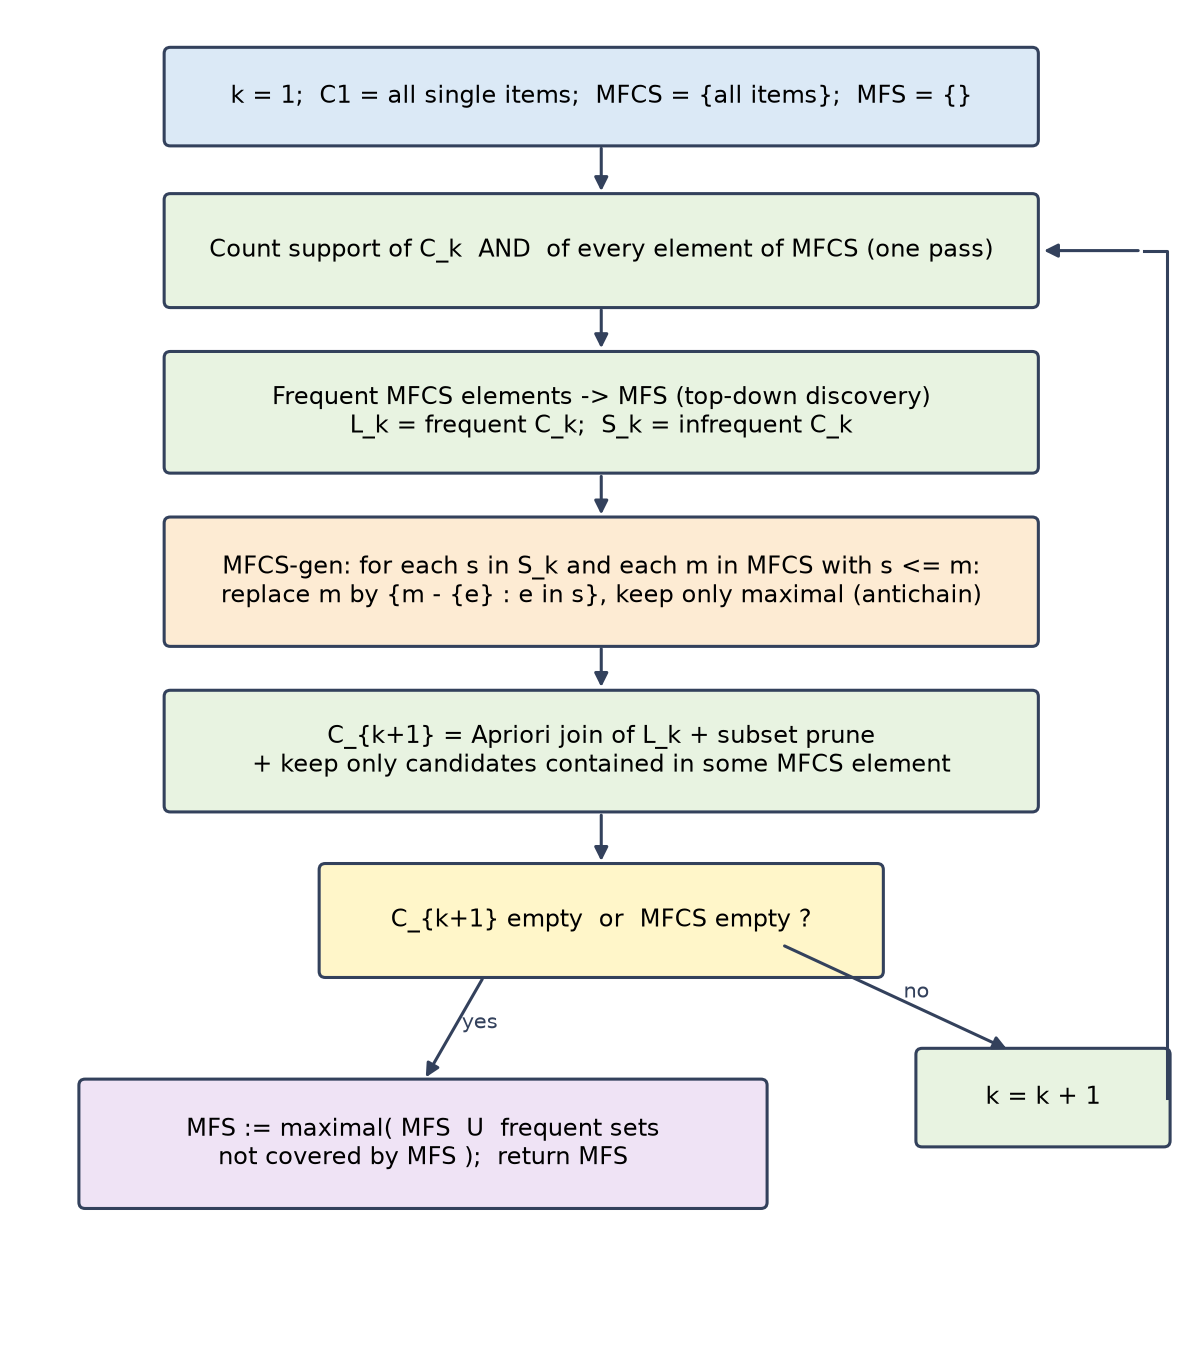 k = 1;  C1 = all single items;  MFCS = {all items};  MFS = {}
Count support of C_k  AND  of every element of MFCS (one pass)
Frequent MFCS elements -> MFS (top-down discovery)
L_k = frequent C_k;  S_k = infrequent C_k
MFCS-gen: for each s in S_k and each m in MFCS with s <= m:
replace m by {m - {e} : e in s}, keep only maximal (antichain)
C_{k+1} = Apriori join of L_k + subset prune
+ keep only candidates contained in some MFCS element
C_{k+1} empty  or  MFCS empty ?
no
yes
k = k + 1
MFS := maximal( MFS  U  frequent sets
not covered by MFS );  return MFS